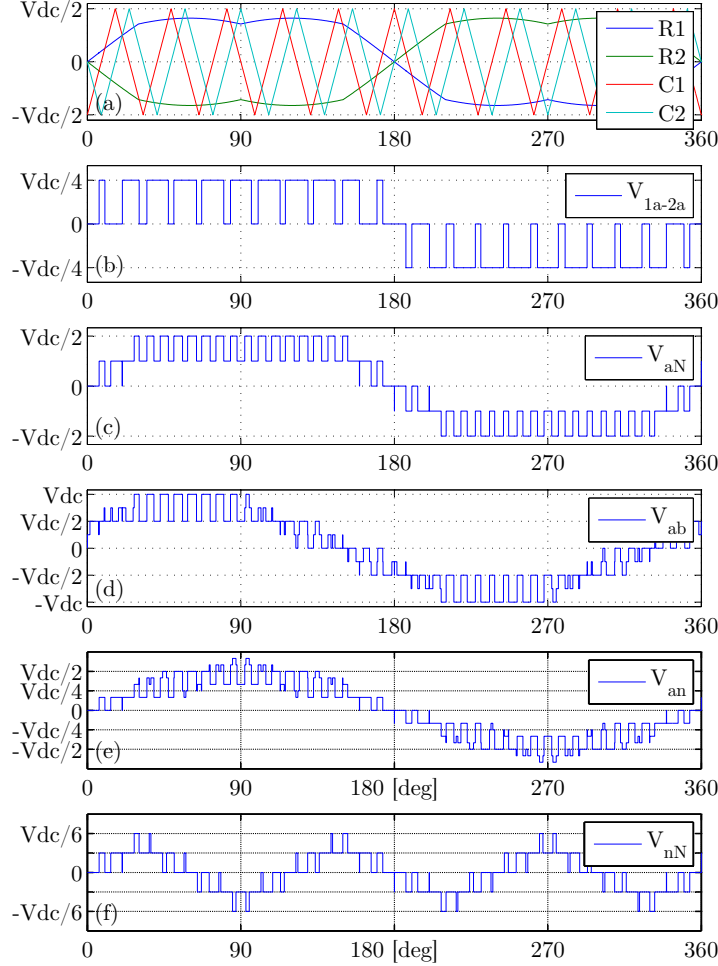 Vdc/2
0
-Vdc/2
(a)
R1
R2
C1
C2
0 90 180 270 360
Vdc/4
0
-Vdc/4
(b)
V1a-2a
0 90 180 270 360
Vdc/2
0
-Vdc/2
(c)
VaN
0 90 180 270 360
Vdc
Vdc/2
0
-Vdc/2
-Vdc
(d)
Vab
0 90 180 270 360
Vdc/2
Vdc/4
0
-Vdc/4
-Vdc/2
(e)
Van
0 90 180 [deg] 270 360
Vdc/6
0
-Vdc/6
(f)
VnN
0 90 180 [deg] 270 360